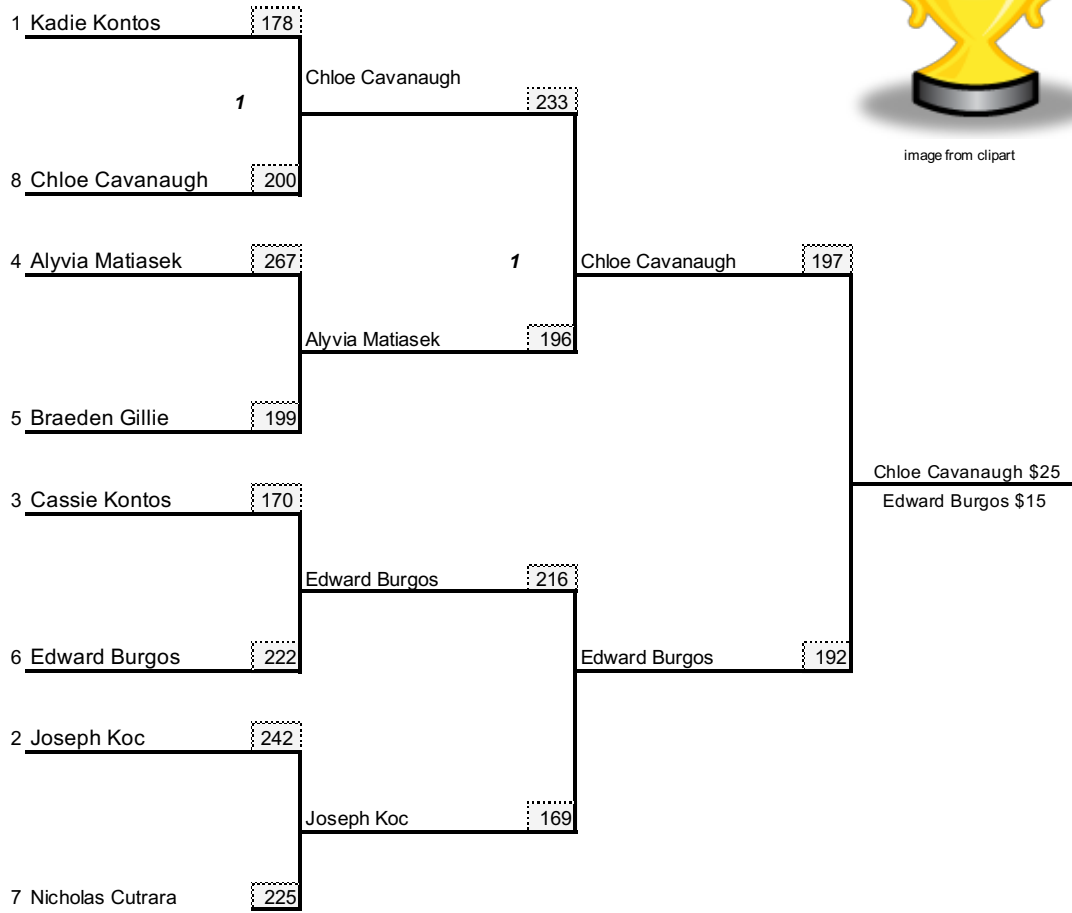 1 Kadie Kontos 178
Chloe Cavanaugh
1 233
image from clipart
8 Chloe Cavanaugh 200
4 Alyvia Matiasek 267 1 Chloe Cavanaugh 197
Alyvia Matiasek 196
5 Braeden Gillie 199
Chloe Cavanaugh $25
3 Cassie Kontos 170 Edward Burgos $15
Edward Burgos 216
6 Edward Burgos 222 Edward Burgos 192
2 Joseph Koc 242
Joseph Koc 169
7 Nicholas Cutrara 225